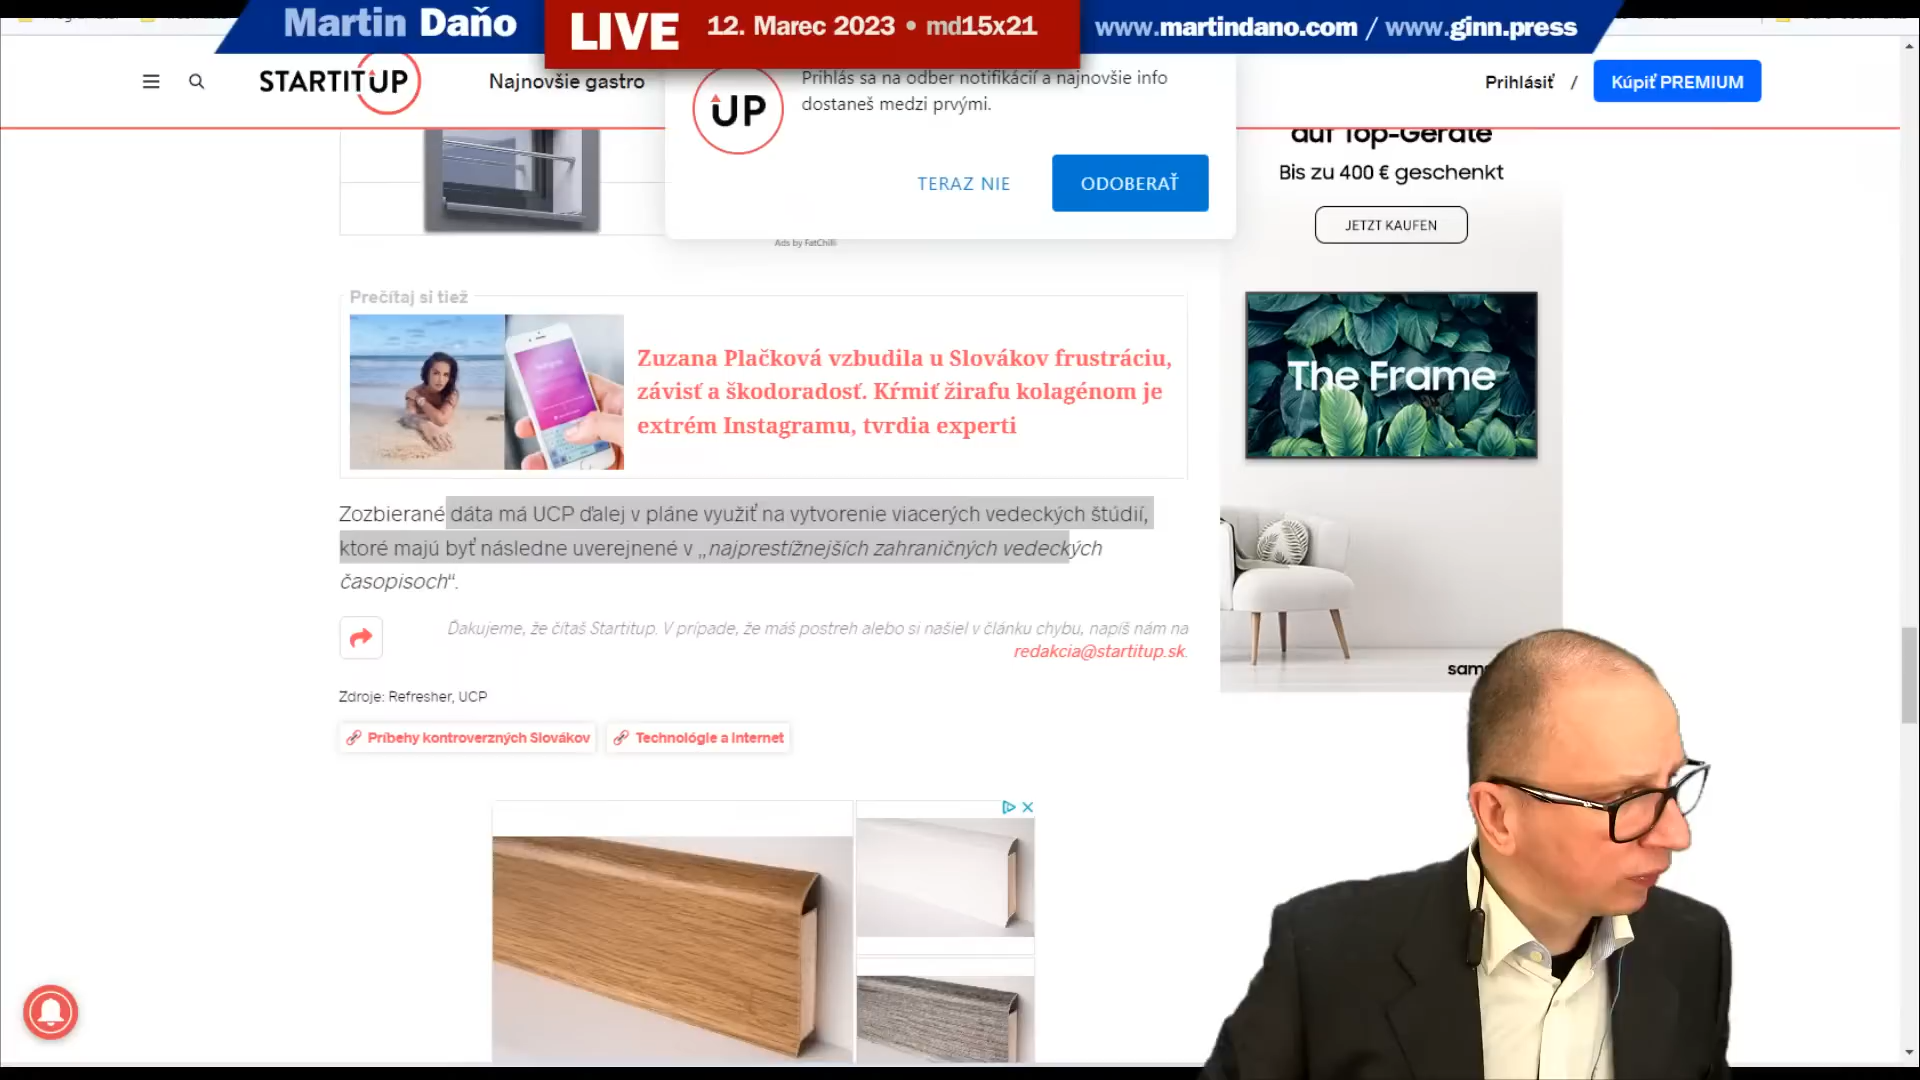 Martin Daňo
LIVE
12. Marec 2023 • md15x21
www.martindano.com / www.ginn.press
STARTITUP
Najnovšie gastro
UP
Prihlás sa na odber notifikácií a najnovšie info
dostaneš medzi prvými.
TERAZ NIE
ODOBERAŤ
Prihlásiť /
Kúpiť PREMIUM
auf Top-Geräte
Bis zu 400 € geschenkt
JETZT KAUFEN
Ads by FatChilli
Prečítaj si tiež
Zuzana Plačková vzbudila u Slovákov frustráciu,
závisť a škodoradosť. Kŕmiť žirafu kolagénom je
extrém Instagramu, tvrdia experti
The Frame
Zozbierané dáta má UCP ďalej v pláne využiť na vytvorenie viacerých vedeckých štúdií,
ktoré majú byť následne uverejnené v „najprestížnejších zahraničných vedeckých
časopisoch“.
Ďakujeme, že čítaš Startitup. V prípade, že máš postreh alebo si našiel v článku chybu, napíš nám na
redakcia@startitup.sk.
sam
Zdroje: Refresher, UCP
Príbehy kontroverzných Slovákov
Technológie a Internet